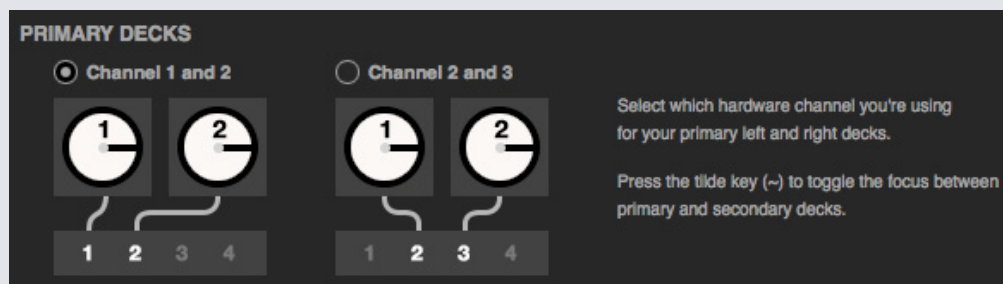 PRIMARY DECKS
Channel 1 and 2
Channel 2 and 3
1 2
1 2
1 2 3 4
1 2 3 4
Select which hardware channel you're using
for your primary left and right decks.
Press the tilde key (~) to toggle the focus between
primary and secondary decks.